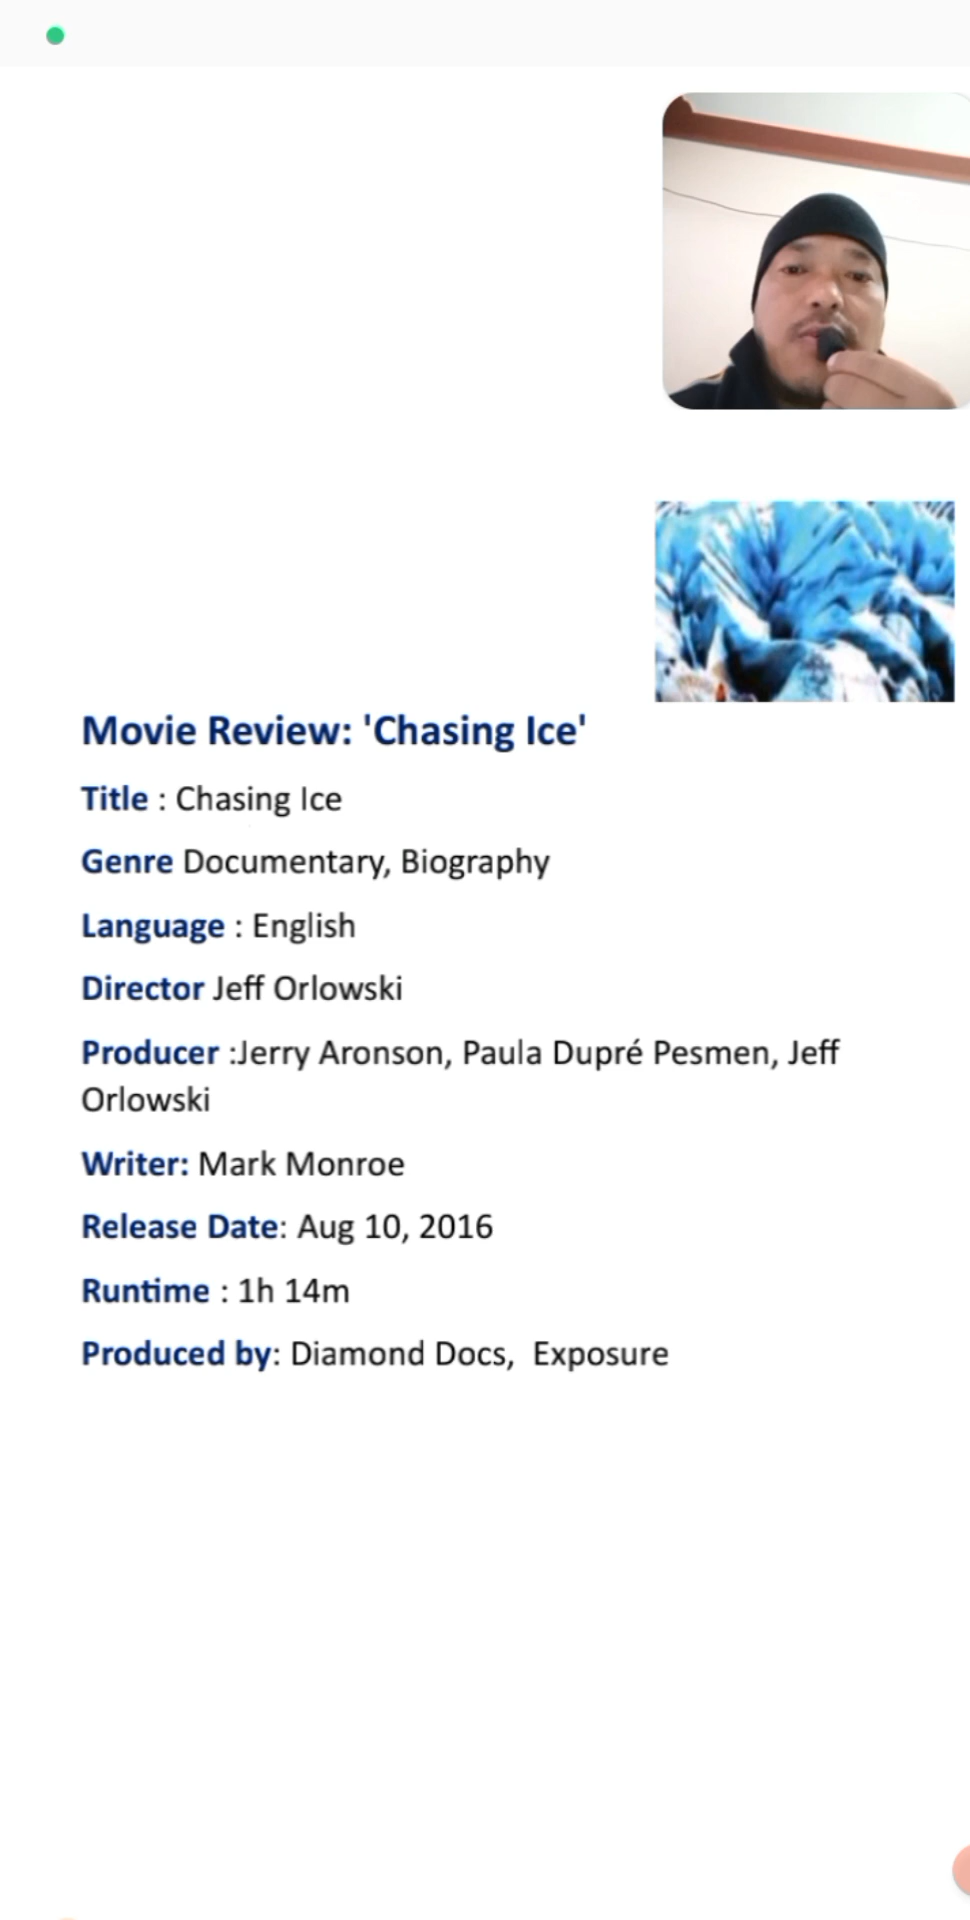 Movie Review: 'Chasing Ice'
Title : Chasing Ice
Genre Documentary, Biography
Language : English
Director Jeff Orlowski
Producer :Jerry Aronson, Paula Dupré Pesmen, Jeff
Orlowski
Writer: Mark Monroe
Release Date: Aug 10, 2016
Runtime : 1h 14m
Produced by: Diamond Docs,  Exposure